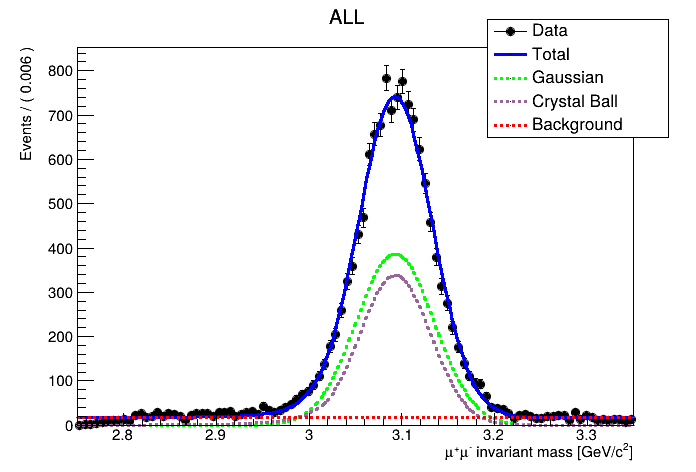 ALL
Data
Total
Gaussian
Crystal Ball
Background
Events / ( 0.006 )
800
700
600
500
400
300
200
100
0
2.8 2.9 3 3.1 3.2 3.3
μ⁺μ⁻ invariant mass [GeV/c²]